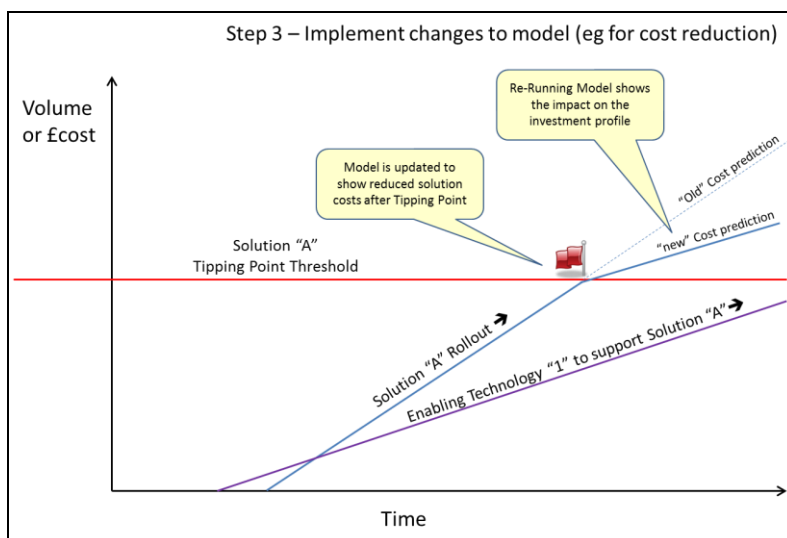 Step 3 – Implement changes to model (eg for cost reduction)
Volume
or £cost
Re-Running Model shows
the impact on the
investment profile
Model is updated to
show reduced solution
costs after Tipping Point
"Old" Cost prediction
"new" Cost prediction
Solution "A"
Tipping Point Threshold
Solution "A" Rollout ➔
Enabling Technology "1" to support Solution "A" ➔
Time